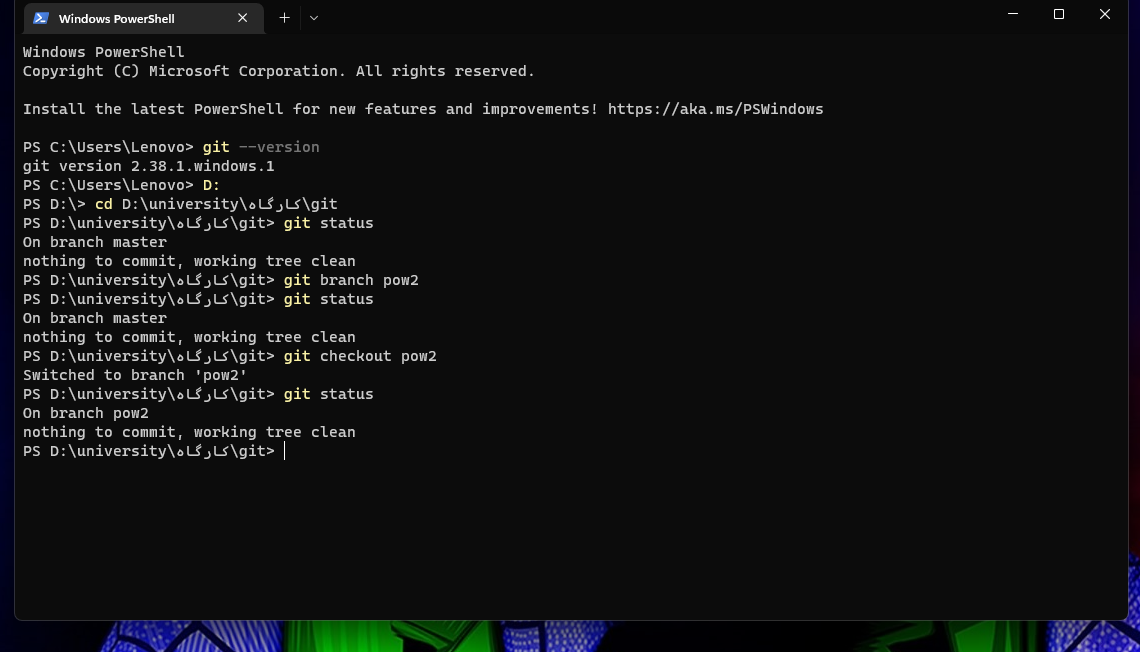 Windows PowerShell
Windows PowerShell
Copyright (C) Microsoft Corporation. All rights reserved.
Install the latest PowerShell for new features and improvements! https://aka.ms/PSWindows
PS C:\Users\Lenovo> git --version
git version 2.38.1.windows.1
PS C:\Users\Lenovo> D:
PS D:\> cd D:\university\کارگاه\git
PS D:\university\کارگاه\git> git status
On branch master
nothing to commit, working tree clean
PS D:\university\کارگاه\git> git branch pow2
PS D:\university\کارگاه\git> git status
On branch master
nothing to commit, working tree clean
PS D:\university\کارگاه\git> git checkout pow2
Switched to branch 'pow2'
PS D:\university\کارگاه\git> git status
On branch pow2
nothing to commit, working tree clean
PS D:\university\کارگاه\git>